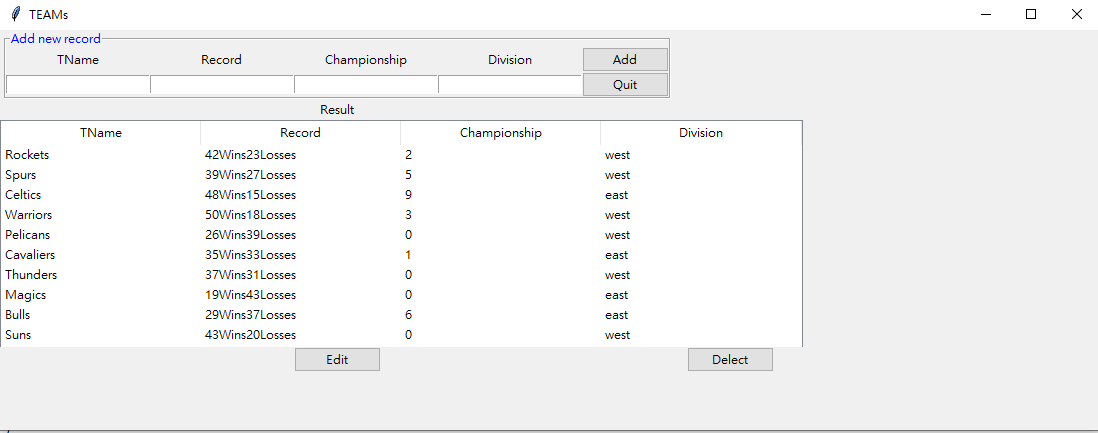 TEAMs
Add new record
TName Record Championship Division Add
Quit
Result
TName Record Championship Division
Rockets 42Wins23Losses 2 west
Spurs 39Wins27Losses 5 west
Celtics 48Wins15Losses 9 east
Warriors 50Wins18Losses 3 west
Pelicans 26Wins39Losses 0 west
Cavaliers 35Wins33Losses 1 east
Thunders 37Wins31Losses 0 west
Magics 19Wins43Losses 0 east
Bulls 29Wins37Losses 6 east
Suns 43Wins20Losses 0 west
Edit Delect